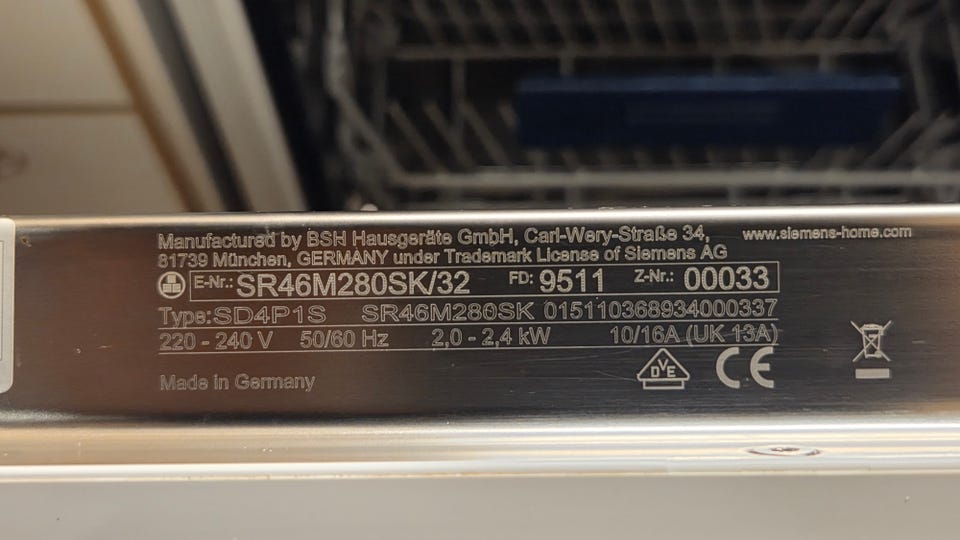 Manufactured by BSH Hausgeräte GmbH, Carl-Wery-Straße 34,
www.siemens-home.com
81739 München, GERMANY under Trademark License of Siemens AG
E-Nr.: SR46M280SK/32 FD: 9511 Z-Nr.: 00033
Type: SD4P1S SR46M280SK 015110368934000337
220 - 240 V 50/60 Hz 2,0 - 2,4 kW 10/16A (UK 13A)
DVE CE
Made in Germany